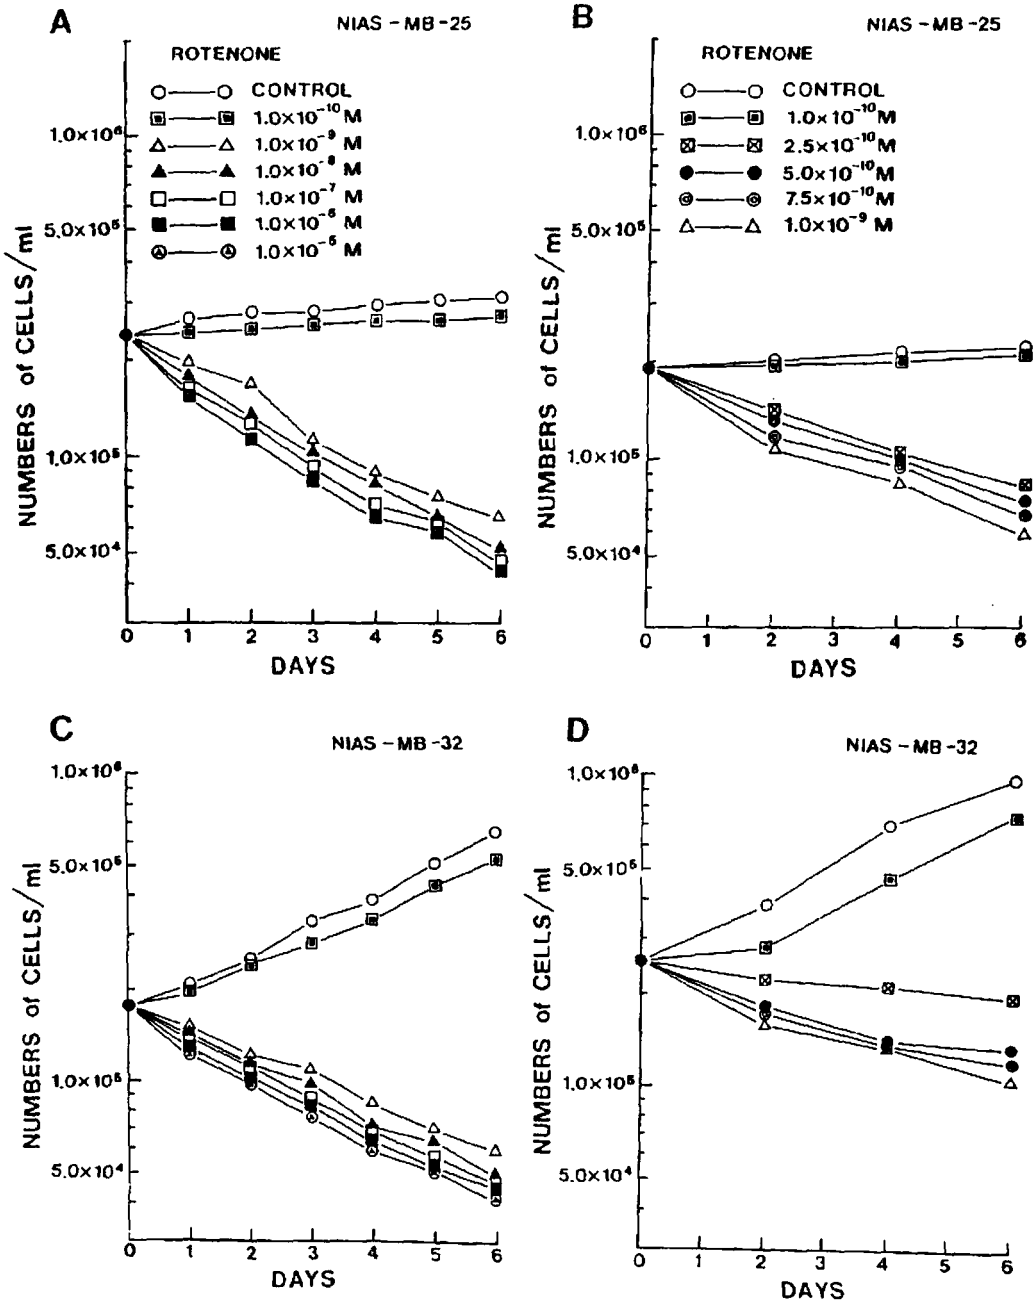 A
NIAS-MB-25
ROTENONE
CONTROL
1.0×10⁻¹⁰ M
1.0×10⁻⁹ M
1.0×10⁻⁸ M
1.0×10⁻⁷ M
1.0×10⁻⁶ M
1.0×10⁻⁵ M
1.0×10⁶
5.0×10⁵
1.0×10⁵
5.0×10⁴
NUMBERS of CELLS/ml
0 1 2 3 4 5 6
DAYS
B
NIAS-MB-25
ROTENONE
CONTROL
1.0×10⁻¹⁰ M
2.5×10⁻¹⁰ M
5.0×10⁻¹⁰ M
7.5×10⁻¹⁰ M
1.0×10⁻⁹ M
1.0×10⁶
5.0×10⁵
1.0×10⁵
5.0×10⁴
NUMBERS of CELLS/ml
0 1 2 3 4 5 6
DAYS
C
NIAS-MB-32
1.0×10⁶
5.0×10⁵
1.0×10⁵
5.0×10⁴
NUMBERS of CELLS/ml
0 1 2 3 4 5 6
DAYS
D
NIAS-MB-32
1.0×10⁶
5.0×10⁵
1.0×10⁵
5.0×10⁴
NUMBERS of CELLS/ml
0 1 2 3 4 5 6
DAYS